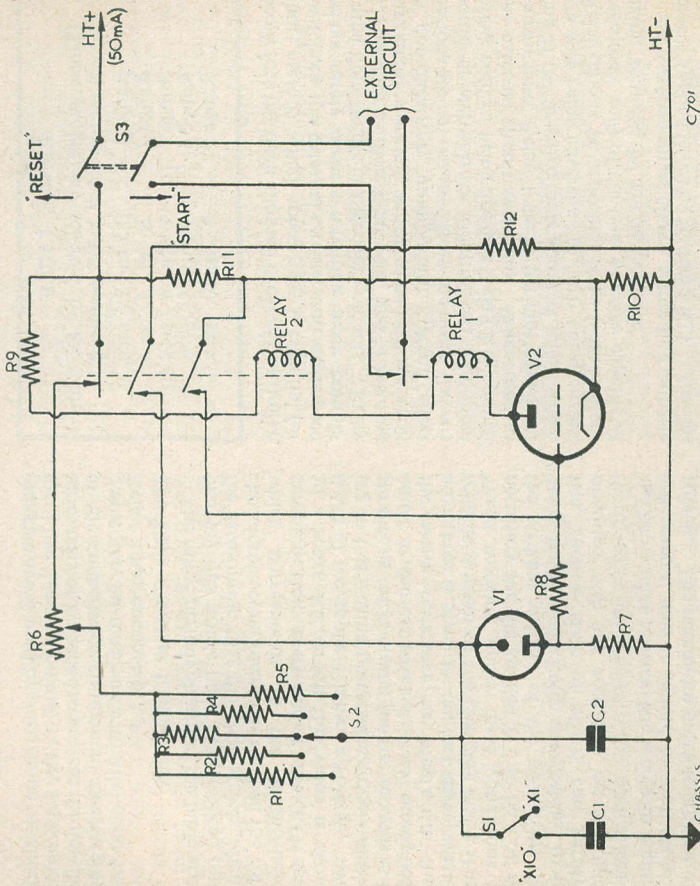 HT+
(50mA)
"RESET"
S3
"START"
EXTERNAL
CIRCUIT
HT-
C701
R9
R11
R12
RELAY
2
RELAY
1
R10
V2
R6
R8
V1
R7
R5
R4
R3
R2
R1
S2
C2
S1
"X1"
"X10"
C1
CHASSIS